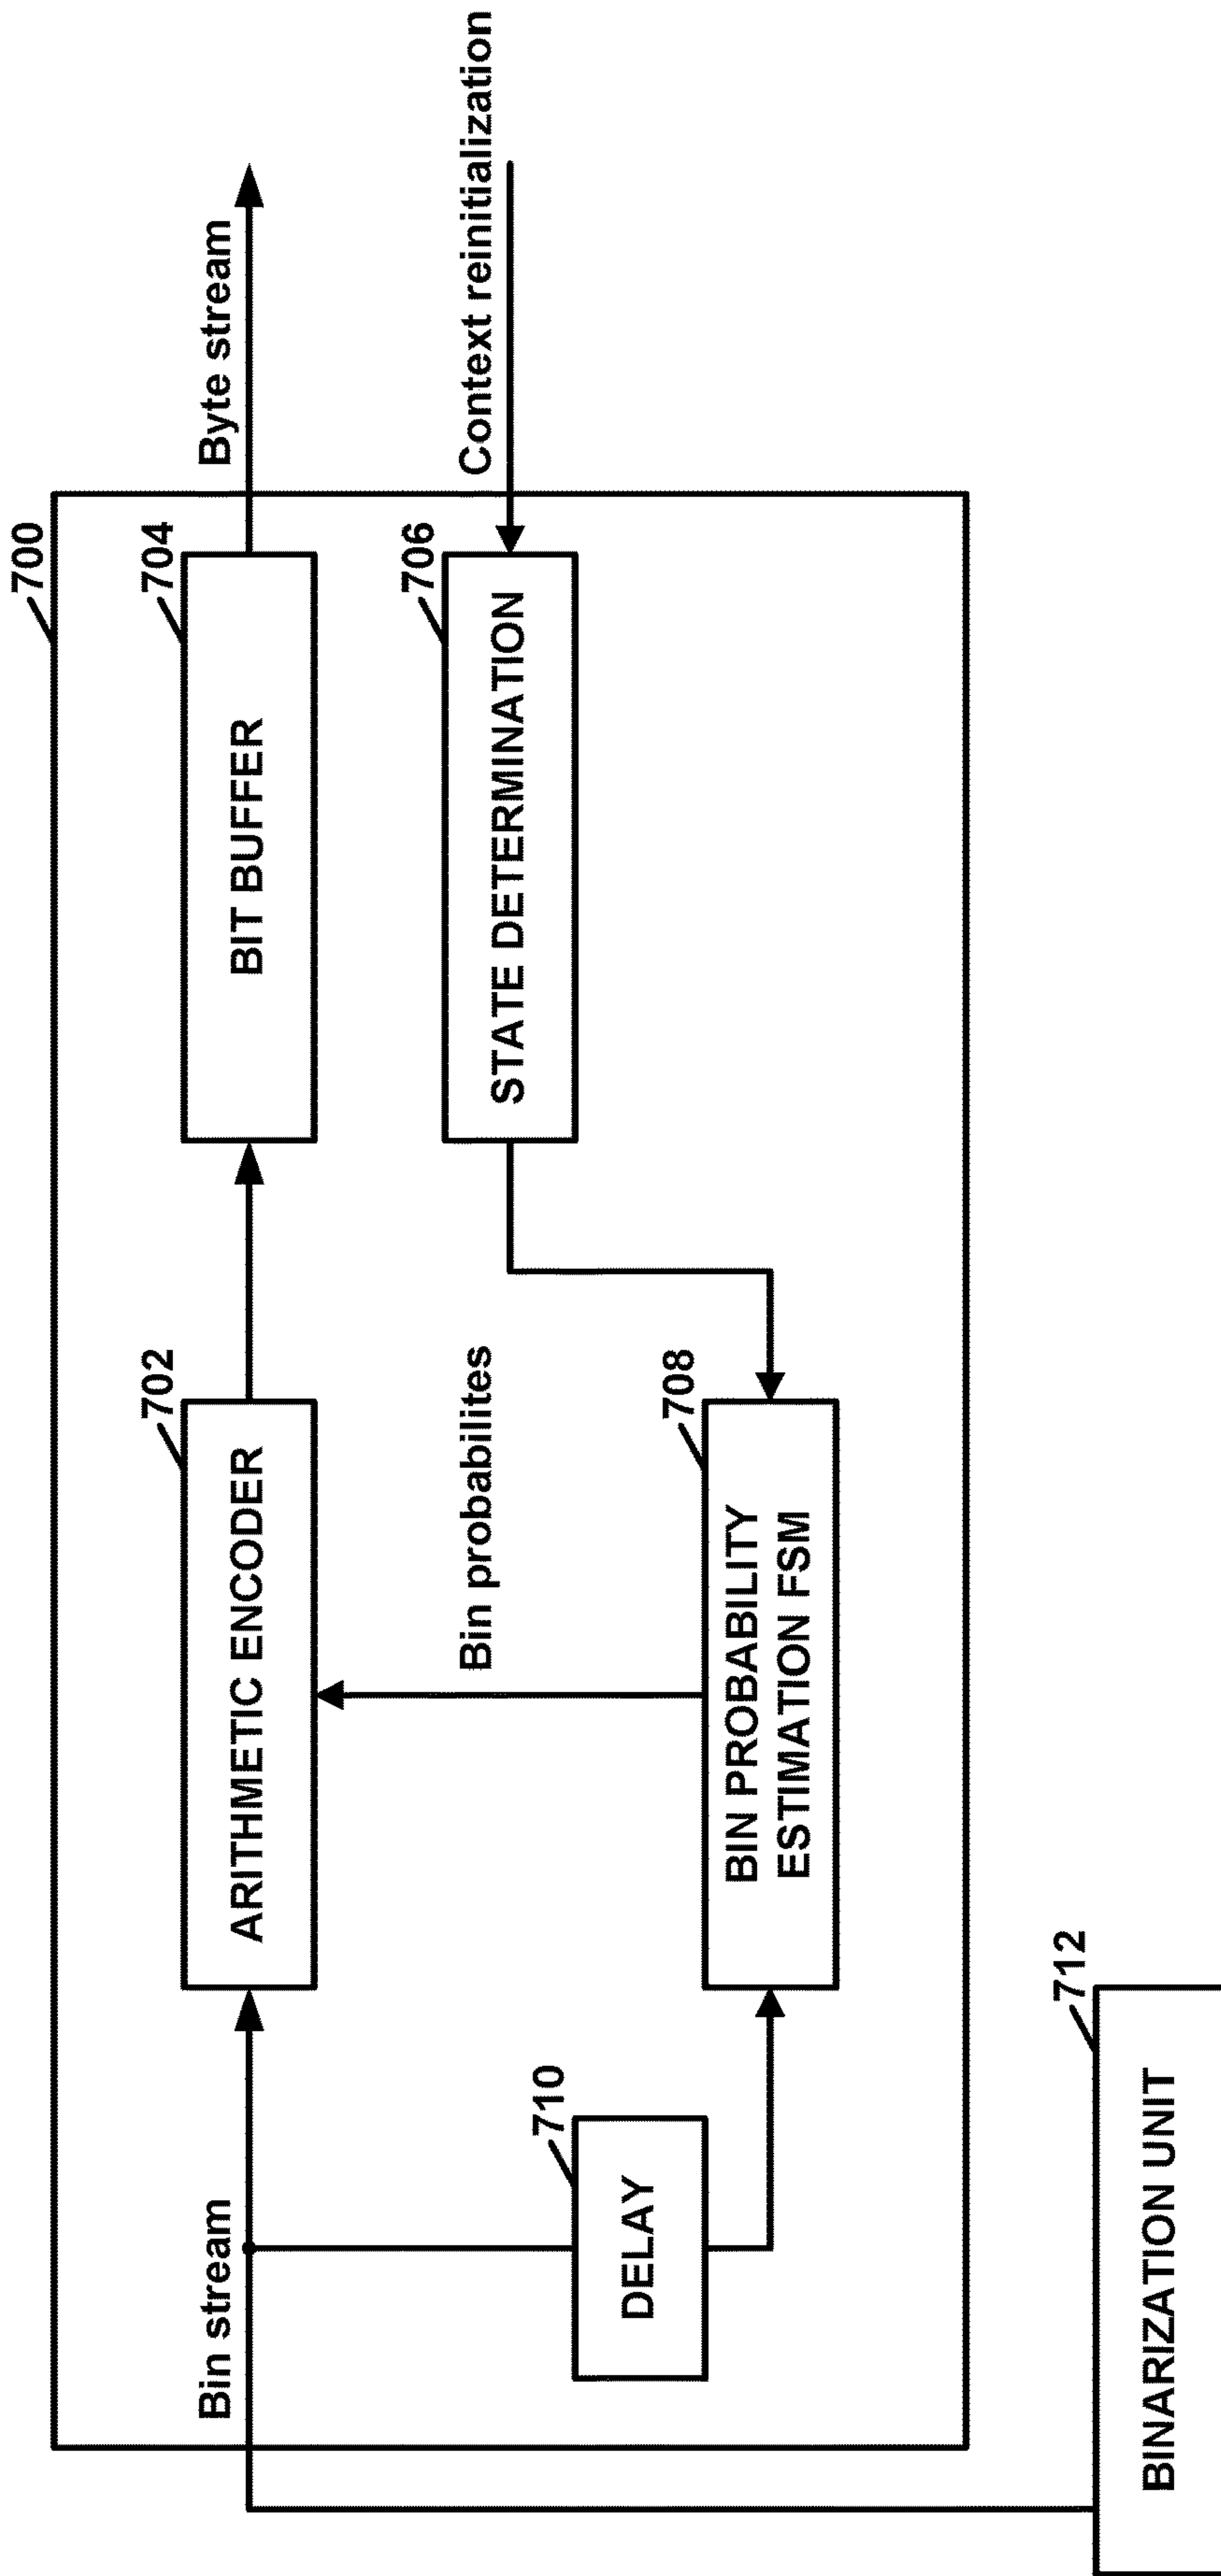 700
Bin stream
702
ARITHMETIC ENCODER
704
BIT BUFFER
Byte stream
Bin probabilites
706
STATE DETERMINATION
Context reinitialization
710
DELAY
708
BIN PROBABILITY
ESTIMATION FSM
712
BINARIZATION UNIT